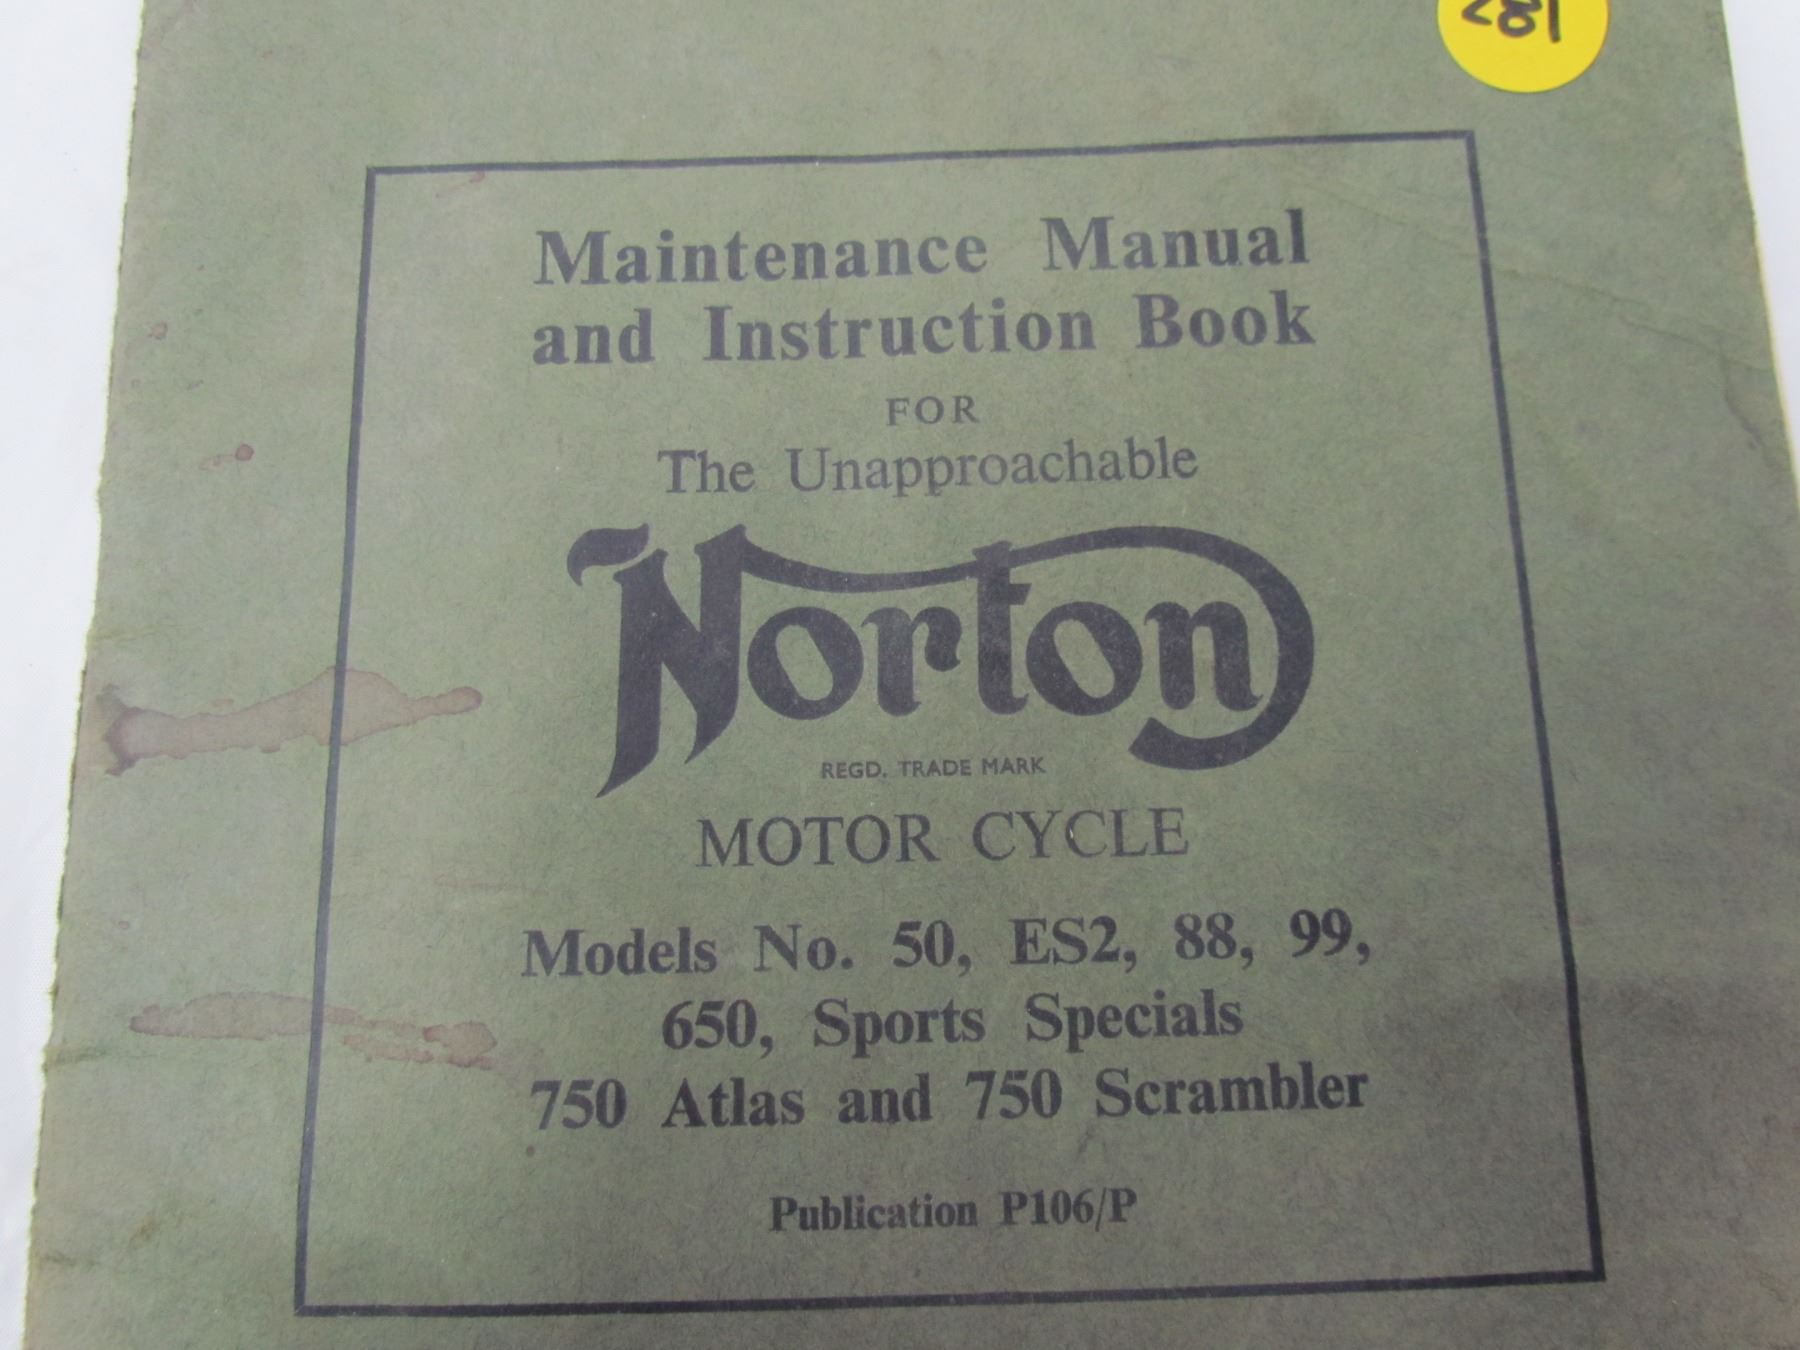 187
Maintenance Manual
and Instruction Book
FOR
The Unapproachable
Norton
REGD. TRADE MARK
MOTOR CYCLE
Models No. 50, ES2, 88, 99,
650, Sports Specials
750 Atlas and 750 Scrambler
Publication P106/P